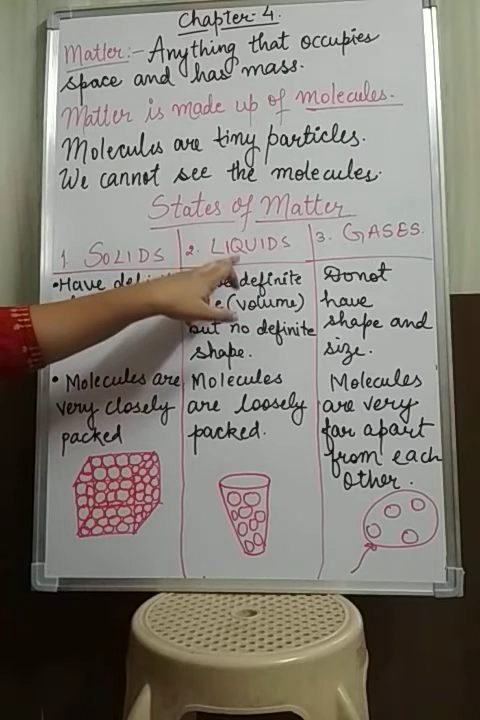 Chapter 4.
Matter:- Anything that occupies
space and has mass.
Matter is made up of molecules.
Molecules are tiny particles.
We cannot see the molecules.
States of Matter
1. SOLIDS
• Have
• Molecules are
very closely
packed
2. LIQUIDS
definite
(volume)
but no definite
shape.
Molecules
are loosely
packed.
3. GASES.
Donot
have
shape and
size.
Molecules
are very
far apart
from each
other.